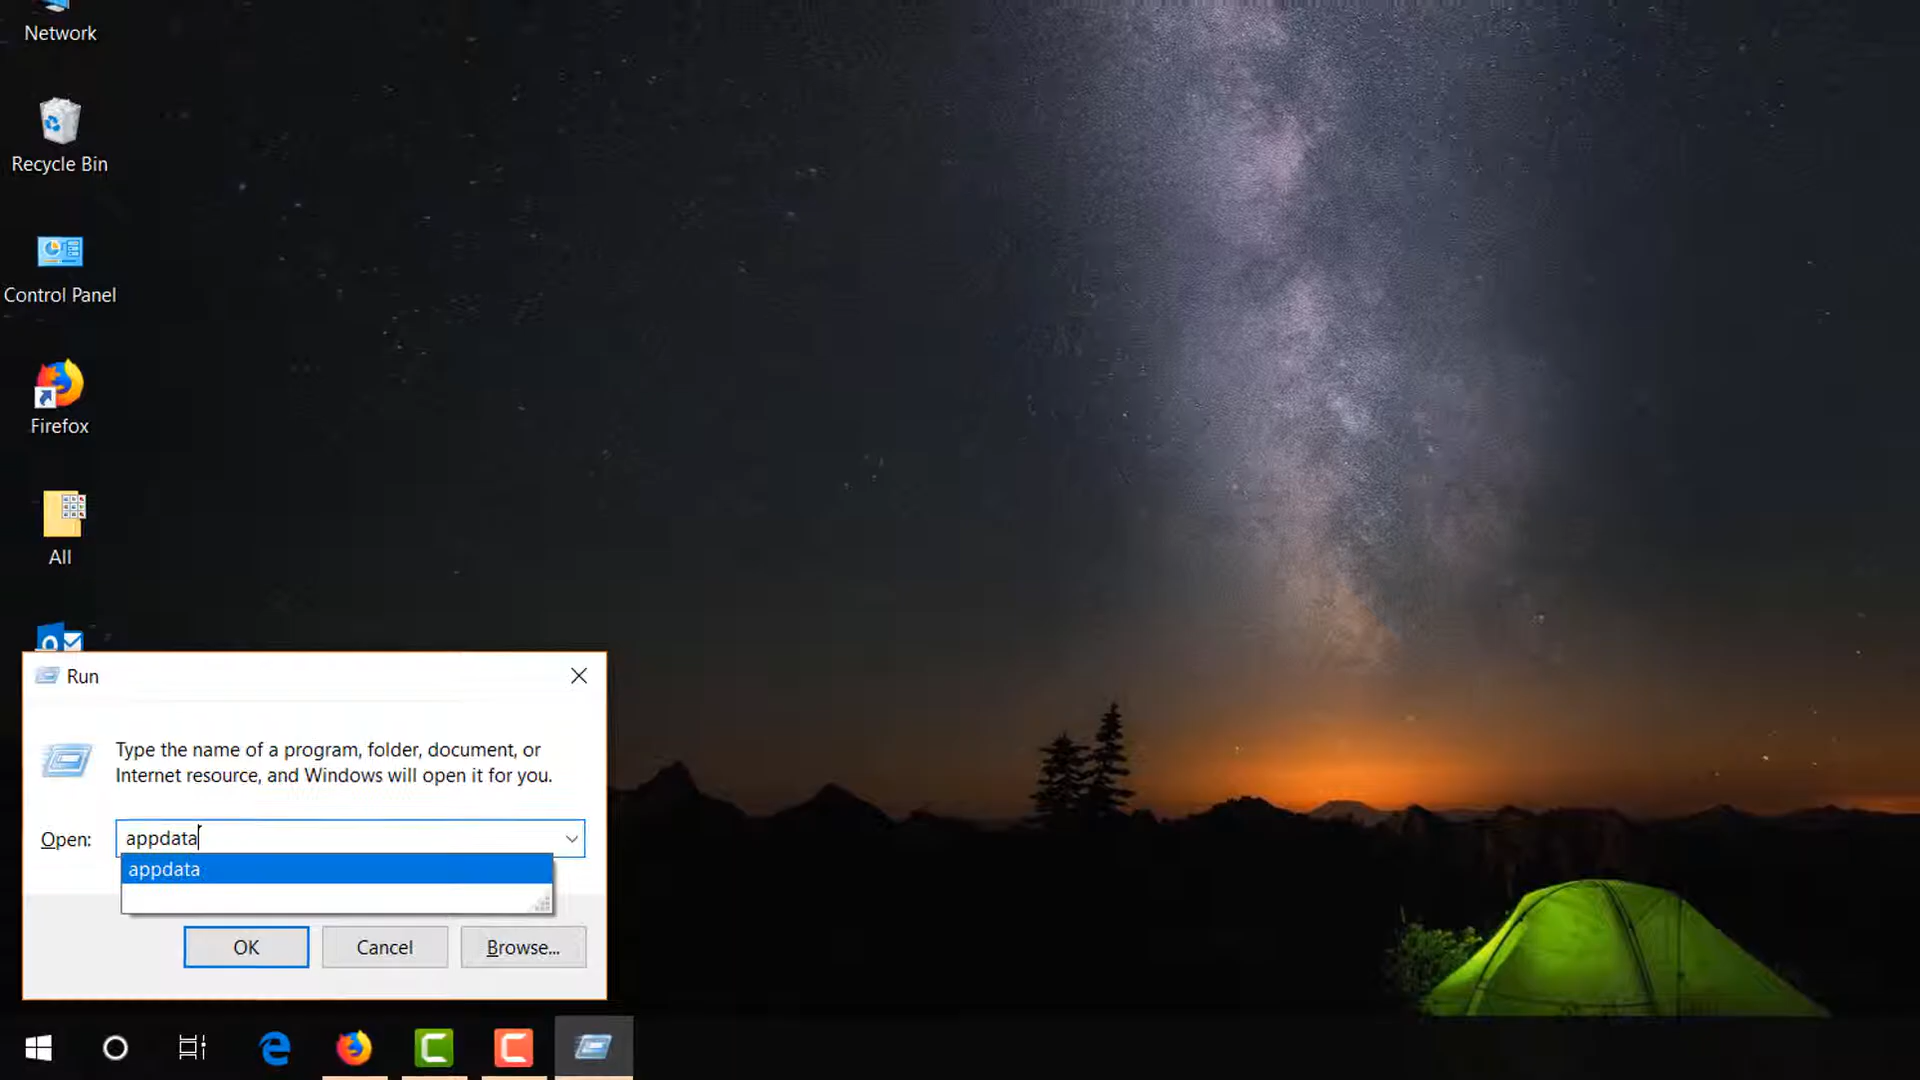 Network
Recycle Bin
Control Panel
Firefox
All
Run
Type the name of a program, folder, document, or
Internet resource, and Windows will open it for you.
Open: appdata
appdata
OK Cancel Browse...